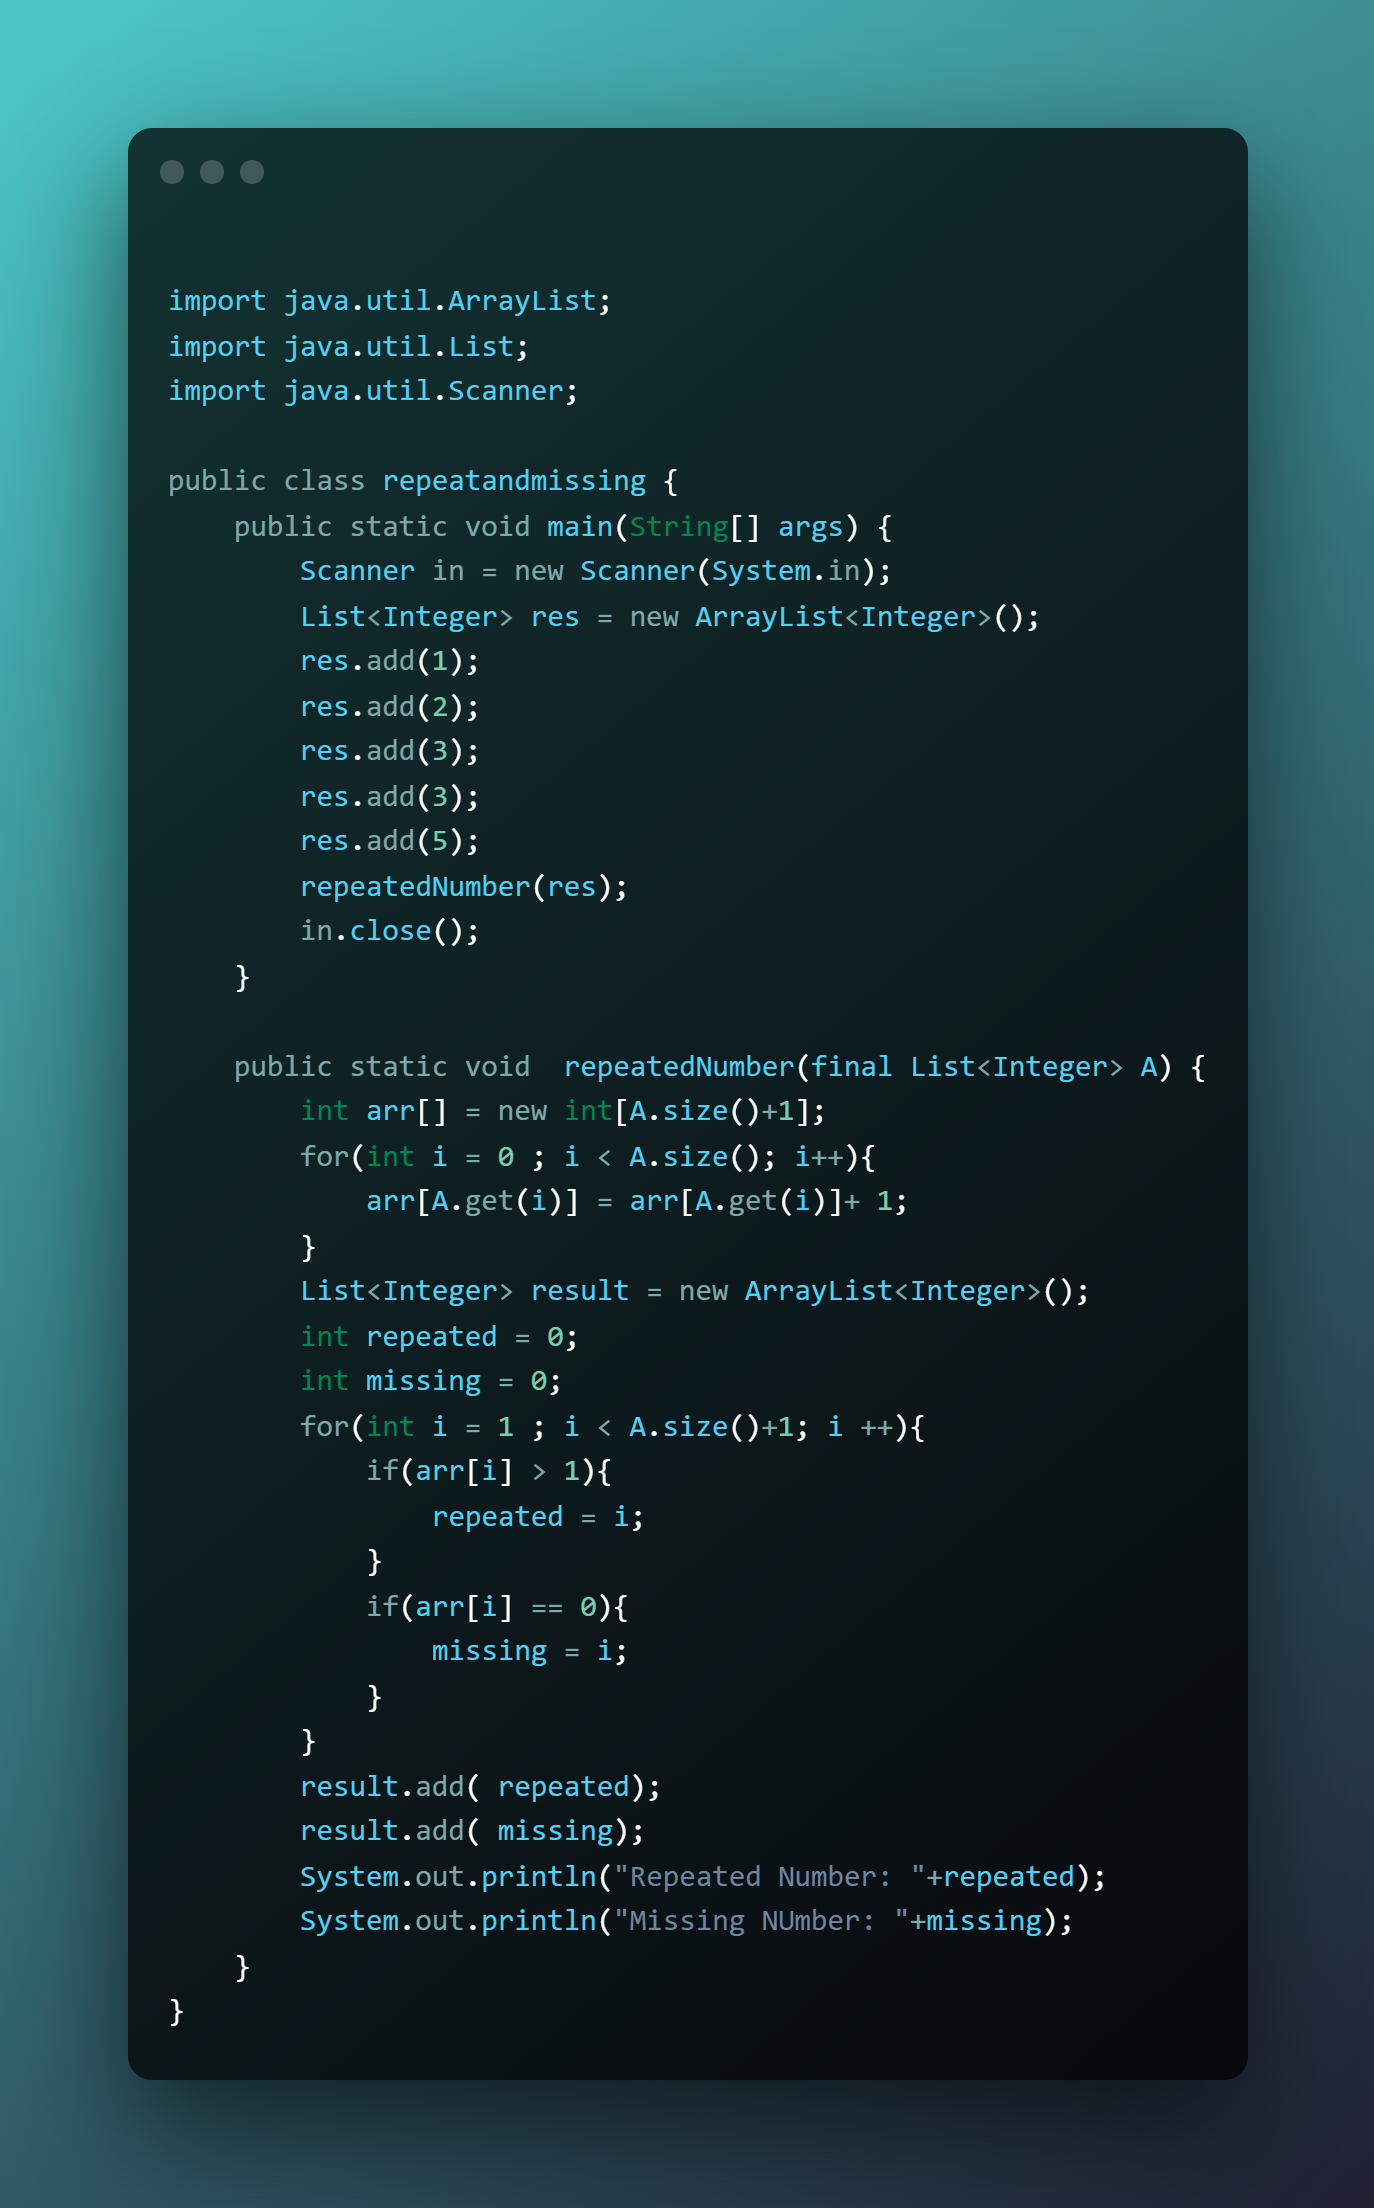 import java.util.ArrayList;
import java.util.List;
import java.util.Scanner;

public class repeatandmissing {
    public static void main(String[] args) {
        Scanner in = new Scanner(System.in);
        List<Integer> res = new ArrayList<Integer>();
        res.add(1);
        res.add(2);
        res.add(3);
        res.add(3);
        res.add(5);
        repeatedNumber(res);
        in.close();
    }

    public static void  repeatedNumber(final List<Integer> A) {
        int arr[] = new int[A.size()+1];
        for(int i = 0 ; i < A.size(); i++){
            arr[A.get(i)] = arr[A.get(i)]+ 1;
        }
        List<Integer> result = new ArrayList<Integer>();
        int repeated = 0;
        int missing = 0;
        for(int i = 1 ; i < A.size()+1; i ++){
            if(arr[i] > 1){
                repeated = i;
            }
            if(arr[i] == 0){
                missing = i;
            }
        }
        result.add( repeated);
        result.add( missing);
        System.out.println("Repeated Number: "+repeated);
        System.out.println("Missing NUmber: "+missing);
    }
}